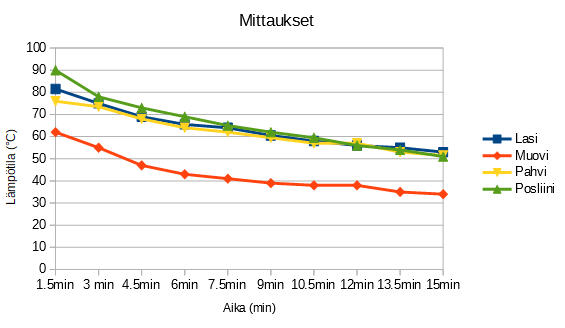 Mittaukset
100
90
80
70
60
50
40
30
20
10
0
Lämpötila (°C)
1.5min 3 min 4.5min 6min 7.5min 9min 10.5min 12min 13.5min 15min
Aika (min)
Lasi
Muovi
Pahvi
Posliini